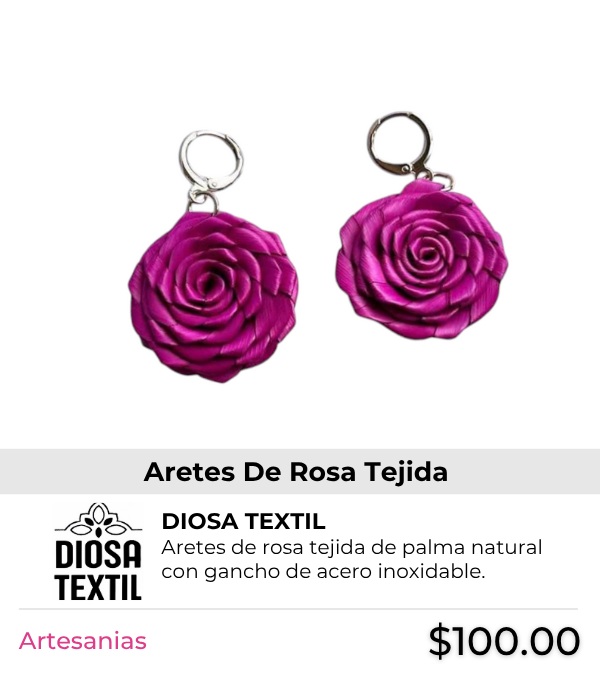 Aretes De Rosa Tejida
DIOSA
TEXTIL
DIOSA TEXTIL
Aretes de rosa tejida de palma natural
con gancho de acero inoxidable.
Artesanias
$100.00